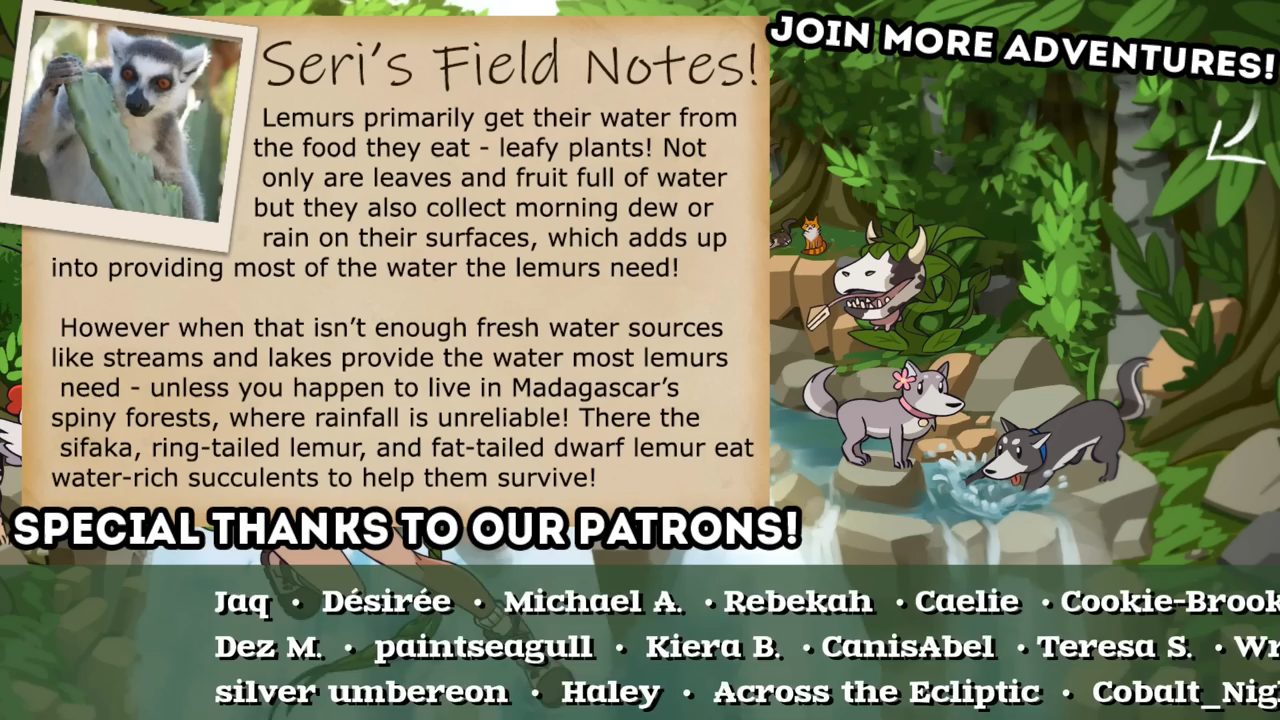 Seri's Field Notes!
JOIN MORE ADVENTURES!
Lemurs primarily get their water from
the food they eat - leafy plants! Not
only are leaves and fruit full of water
but they also collect morning dew or
rain on their surfaces, which adds up
into providing most of the water the lemurs need!
However when that isn't enough fresh water sources
like streams and lakes provide the water most lemurs
need - unless you happen to live in Madagascar's
spiny forests, where rainfall is unreliable! There the
sifaka, ring-tailed lemur, and fat-tailed dwarf lemur eat
water-rich succulents to help them survive!
SPECIAL THANKS TO OUR PATRONS!
Jaq • Désirée • Michael A. • Rebekah • Caelie • Cookie-Brook
Dez M. • paintseagull • Kiera B. • CanisAbel • Teresa S. • Wr
silver umbereon • Haley • Across the Ecliptic • Cobalt_Nig